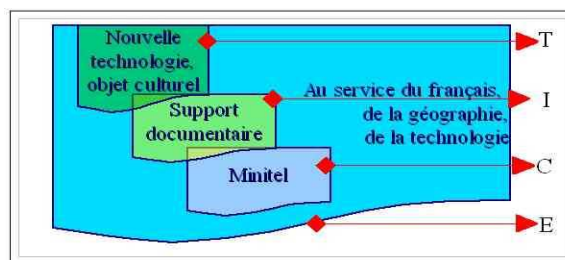 Nouvelle
technologie,
objet culturel
T
Support
documentaire
Au service du français,
de la géographie,
de la technologie
I
Minitel
C
E